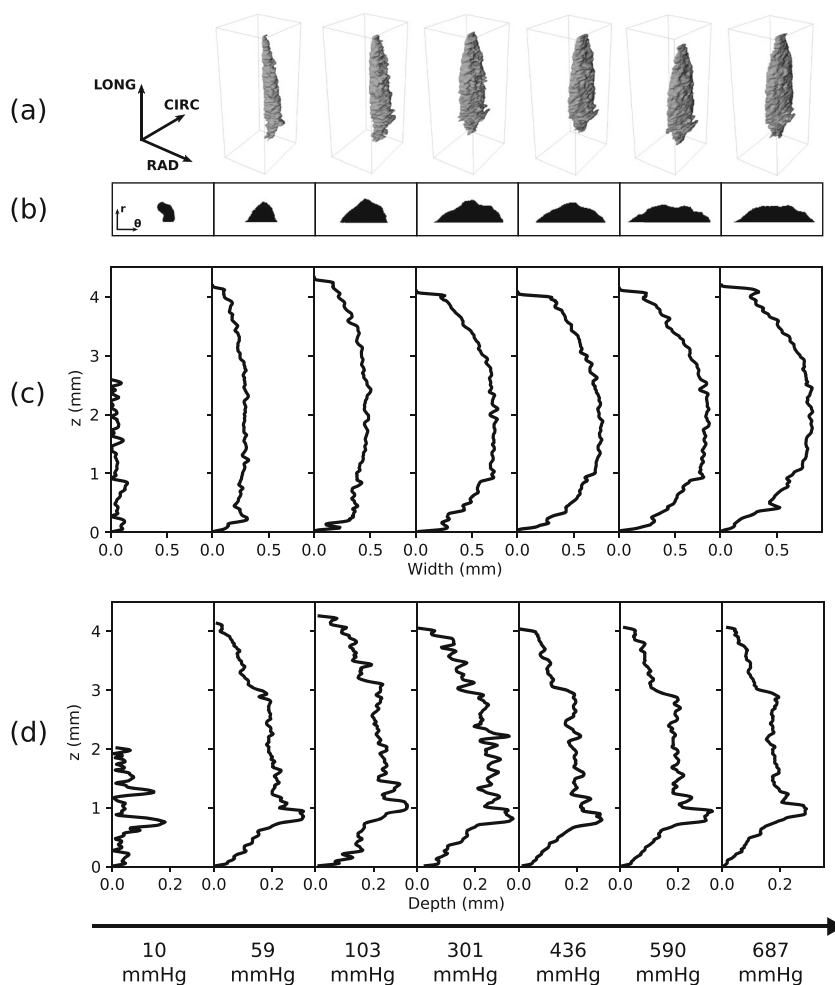 (a)
LONG
CIRC
RAD
(b)
r
θ
(c)
z (mm)
4
3
2
1
0
0.0 0.5 0.0 0.5 0.0 0.5 0.0 0.5 0.0 0.5 0.0 0.5 0.0 0.5
Width (mm)
(d)
z (mm)
4
3
2
1
0
0.0 0.2 0.0 0.2 0.0 0.2 0.0 0.2 0.0 0.2 0.0 0.2 0.0 0.2
Depth (mm)
10 59 103 301 436 590 687
mmHg mmHg mmHg mmHg mmHg mmHg mmHg